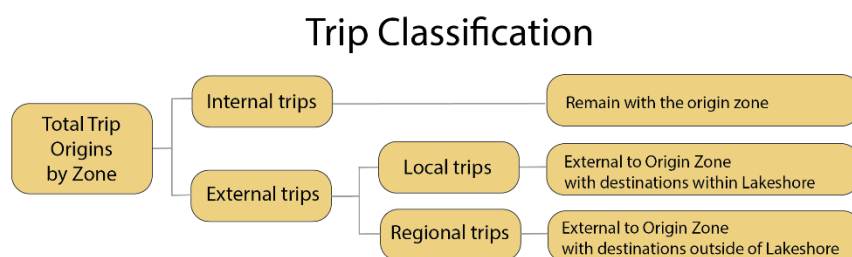 Trip Classification
Total Trip
Origins
by Zone
Internal trips
Remain with the origin zone
External trips
Local trips
External to Origin Zone
with destinations within Lakeshore
Regional trips
External to Origin Zone
with destinations outside of Lakeshore